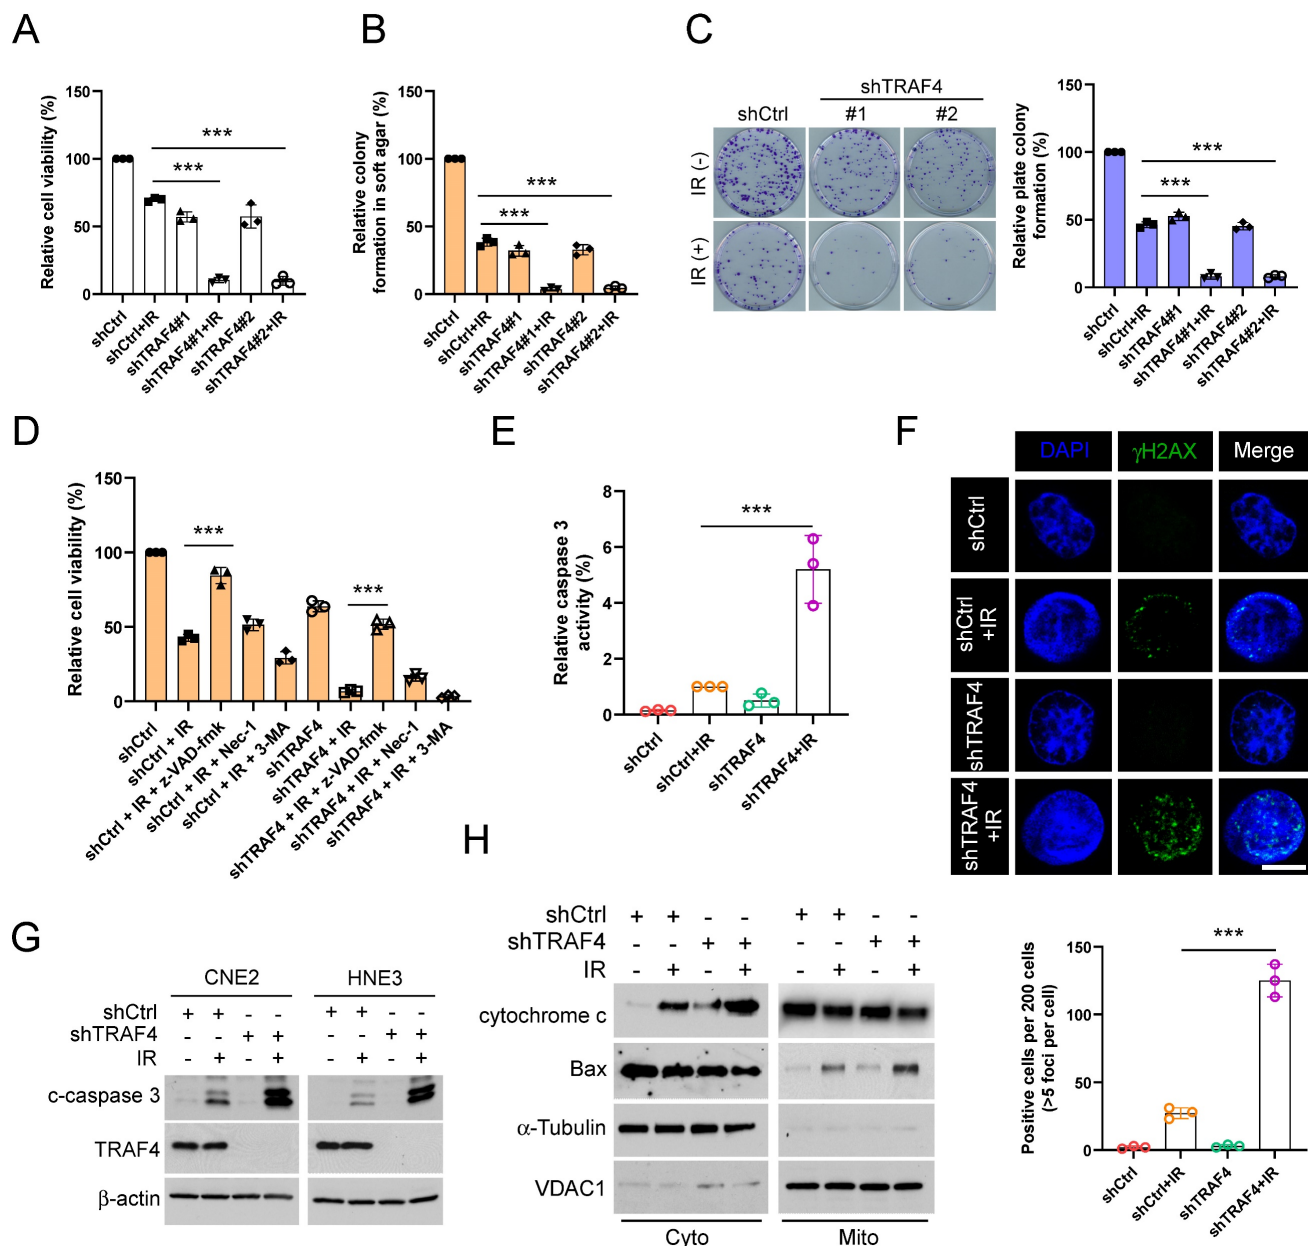 A
Relative cell viability (%)
150
100
50
0
***
***
shCtrl
shCtrl+IR
shTRAF4#1
shTRAF4#1+IR
shTRAF4#2
shTRAF4#2+IR
B
Relative colony
formation in soft agar (%)
150
100
50
0
***
***
shCtrl
shCtrl+IR
shTRAF4#1
shTRAF4#1+IR
shTRAF4#2
shTRAF4#2+IR
C
shTRAF4
shCtrl #1 #2
IR (-)
IR (+)
Relative plate colony
formation (%)
150
100
50
0
***
***
shCtrl
shCtrl+IR
shTRAF4#1
shTRAF4#1+IR
shTRAF4#2
shTRAF4#2+IR
D
Relative cell viability (%)
150
100
50
0
***
***
shCtrl
shCtrl + IR
shCtrl + IR + z-VAD-fmk
shCtrl + IR + Nec-1
shCtrl + IR + 3-MA
shTRAF4
shTRAF4 + IR
shTRAF4 + IR + z-VAD-fmk
shTRAF4 + IR + Nec-1
shTRAF4 + IR + 3-MA
E
Relative caspase 3
activity (%)
8
6
4
2
0
***
shCtrl
shCtrl+IR
shTRAF4
shTRAF4+IR
F
DAPI γH2AX Merge
shCtrl
shCtrl
+IR
shTRAF4
shTRAF4
+IR
Positive cells per 200 cells
(>5 foci per cell)
150
100
50
0
***
shCtrl
shCtrl+IR
shTRAF4
shTRAF4+IR
G
CNE2 HNE3
shCtrl + + - - + + - -
shTRAF4 - - + + - - + +
IR - + - + - + - +
c-caspase 3
TRAF4
β-actin
H
shCtrl + + - - + + - -
shTRAF4 - - + + - - + +
IR - + - + - + - +
cytochrome c
Bax
α-Tubulin
VDAC1
Cyto Mito